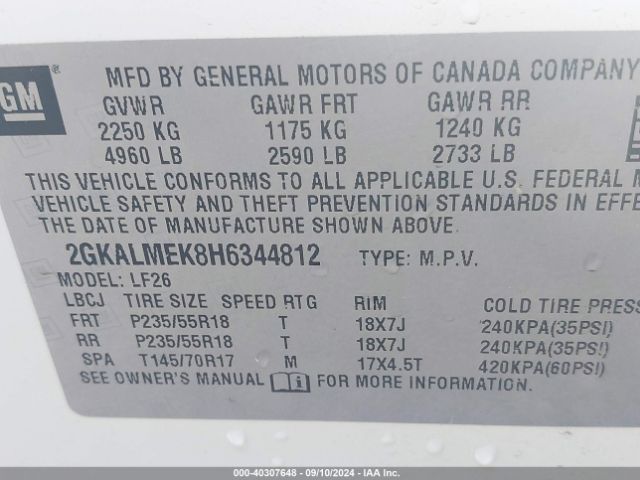 GM ®
MFD BY GENERAL MOTORS OF CANADA COMPANY
GVWR GAWR FRT GAWR RR
2250 KG 1175 KG 1240 KG
4960 LB 2590 LB 2733 LB
THIS VEHICLE CONFORMS TO ALL APPLICABLE U.S. FEDERAL M
VEHICLE SAFETY AND THEFT PREVENTION STANDARDS IN EFFE
THE DATE OF MANUFACTURE SHOWN ABOVE.
2GKALMEK8H6344812 TYPE: M.P.V.
MODEL: LF26
LBCJ TIRE SIZE SPEED RTG RIM COLD TIRE PRESS
FRT P235/55R18 T 18X7J 240KPA(35PSI)
RR P235/55R18 T 18X7J 240KPA(35PSI)
SPA T145/70R17 M 17X4.5T 420KPA(60PSI)
SEE OWNER'S MANUAL FOR MORE INFORMATION.
000-40307648 - 09/10/2024 - IAAI.com